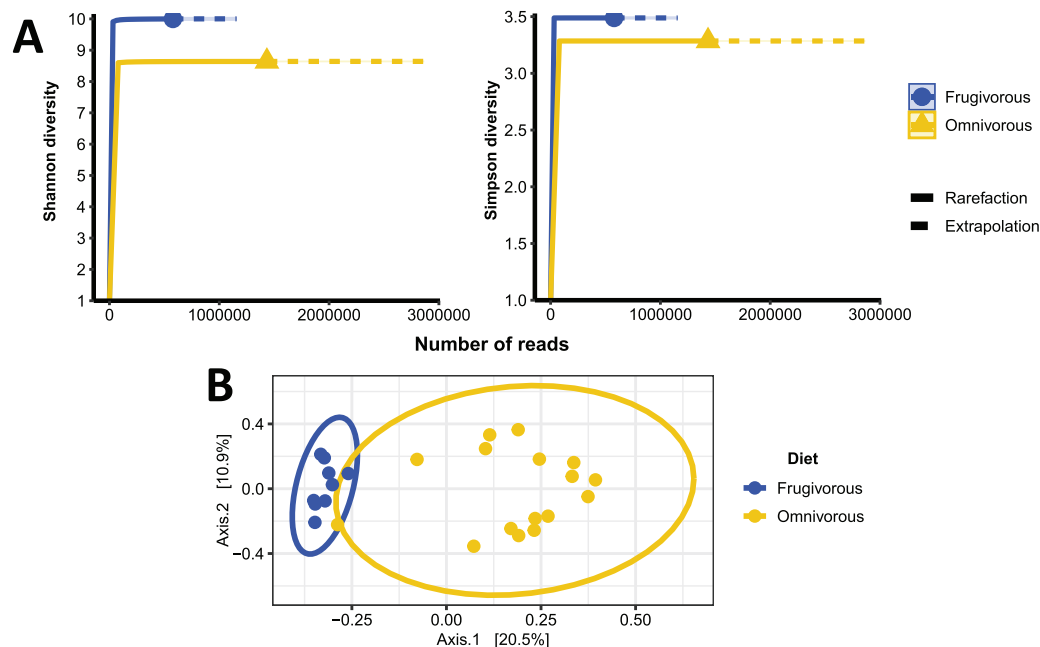 A
Shannon diversity
10
9
8
7
6
5
4
3
2
1
0
1000000
2000000
3000000
Simpson diversity
3.5
3.0
2.5
2.0
1.5
1.0
0
1000000
2000000
3000000
Number of reads
Frugivorous
Omnivorous
Rarefaction
Extrapolation
B
Axis.2 [10.9%]
0.4
0.0
−0.4
−0.25
0.00
0.25
0.50
Axis.1 [20.5%]
Diet
Frugivorous
Omnivorous